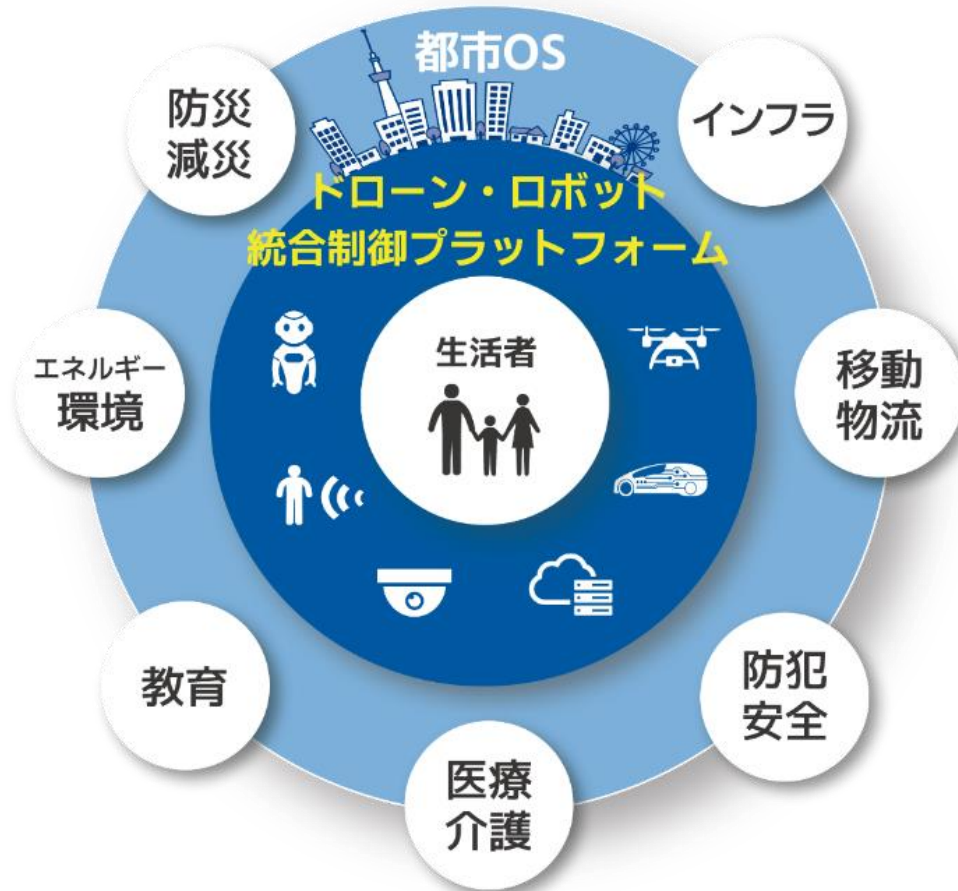 都市OS
防災
減災
インフラ
ドローン・ロボット
統合制御プラットフォーム
生活者
エネルギー
環境
移動
物流
教育
防犯
安全
医療
介護